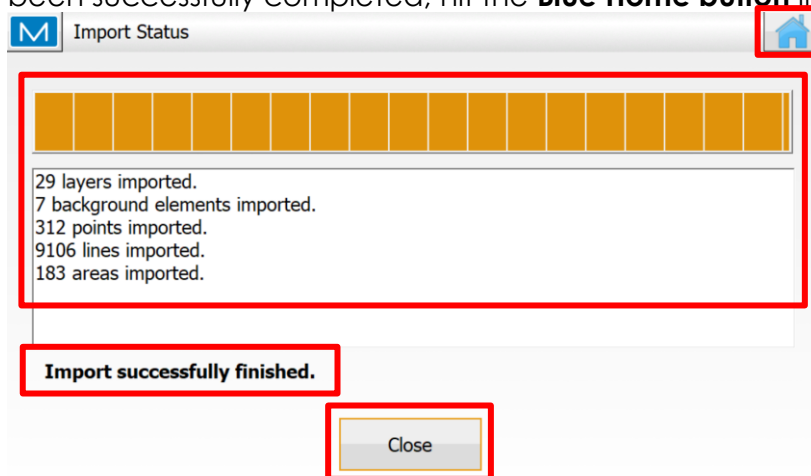 been successfully completed, Hit the Blue home button
M Import Status
29 layers imported.
7 background elements imported.
312 points imported.
9106 lines imported.
183 areas imported.
Import successfully finished.
Close